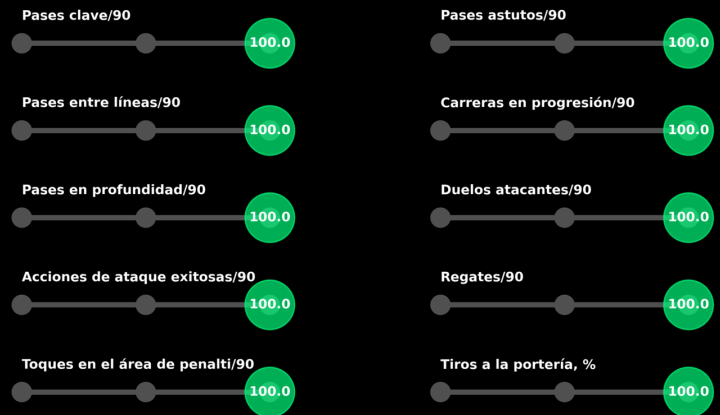 Pases clave/90
100.0
Pases astutos/90
100.0
Pases entre líneas/90
100.0
Carreras en progresión/90
100.0
Pases en profundidad/90
100.0
Duelos atacantes/90
100.0
Acciones de ataque exitosas/90
100.0
Regates/90
100.0
Toques en el área de penalti/90
100.0
Tiros a la portería, %
100.0